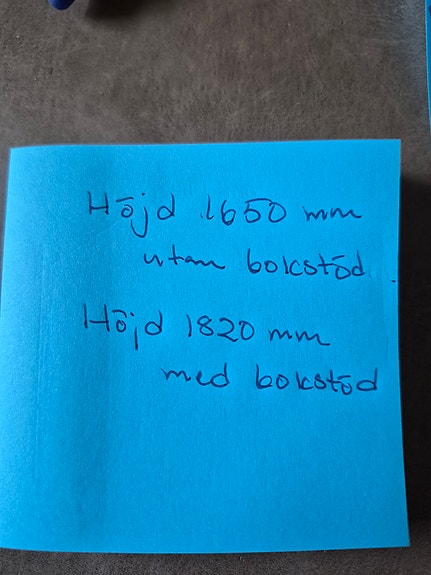 Höjd 1650 mm
utan bokstöd
Höjd 1820 mm
med bokstöd